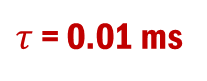 𝜏 = 0.01 ms